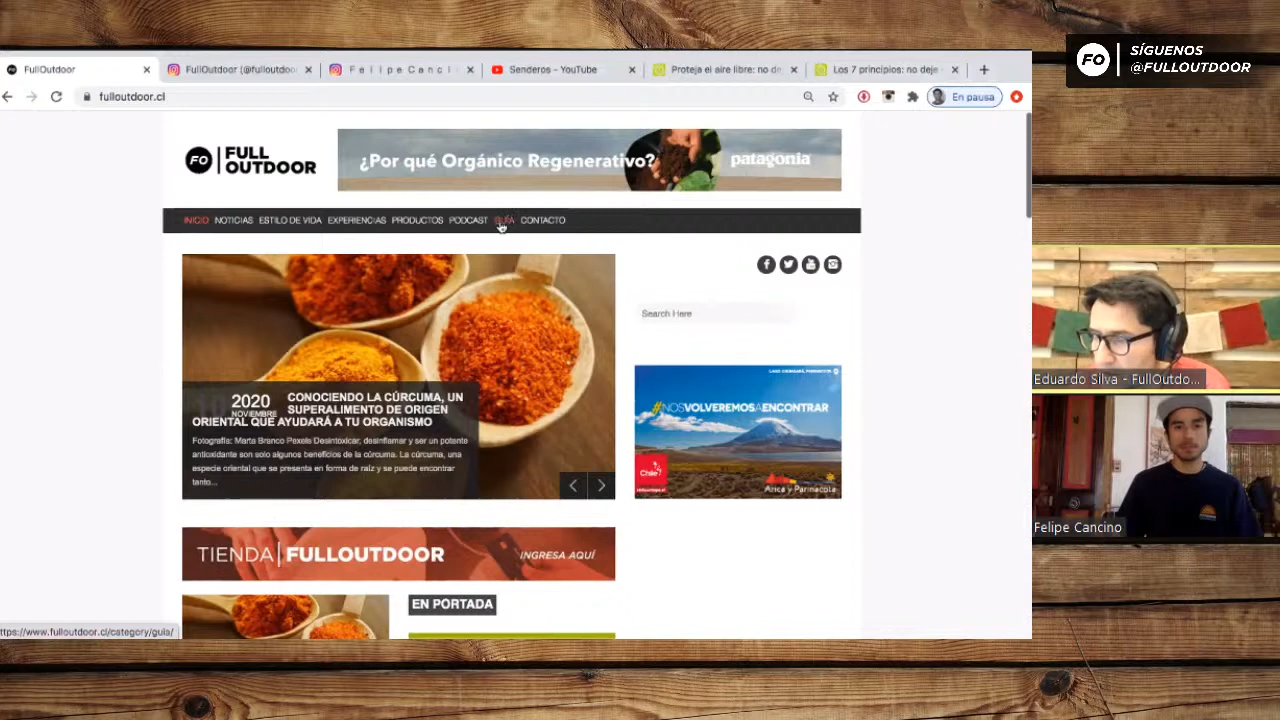 SÍGUENOS
@FULLOUTDOOR
FO
FullOutdoor
FullOutdoor (@fulloutdoo
F e l i p e C a n c i
Senderos - YouTube
Proteja el aire libre: no de
Los 7 principios: no deje
fulloutdoor.cl
En pausa
FO
FULL
OUTDOOR
¿Por qué Orgánico Regenerativo?
patagonia
INICIO NOTICIAS ESTILO DE VIDA EXPERIENCIAS PRODUCTOS PODCAST GUÍA CONTACTO
Search Here
2020
NOVIEMBRE
CONOCIENDO LA CÚRCUMA, UN
SUPERALIMENTO DE ORIGEN
ORIENTAL QUE AYUDARÁ A TU ORGANISMO
Fotografía: Marta Branco Pexels Desintoxicar, desinflamar y ser un potente
antioxidante son solo algunos beneficios de la cúrcuma. La cúrcuma, una
especie oriental que se presenta en forma de raíz y se puede encontrar
tanto...
#NOSVOLVEREMOSAENCONTRAR
Chile
Arica y Parinacota
TIENDA | FULLOUTDOOR
INGRESA AQUÍ
EN PORTADA
ttps://www.fulloutdoor.cl/category/guia/
Eduardo Silva - FullOutdo...
Felipe Cancino